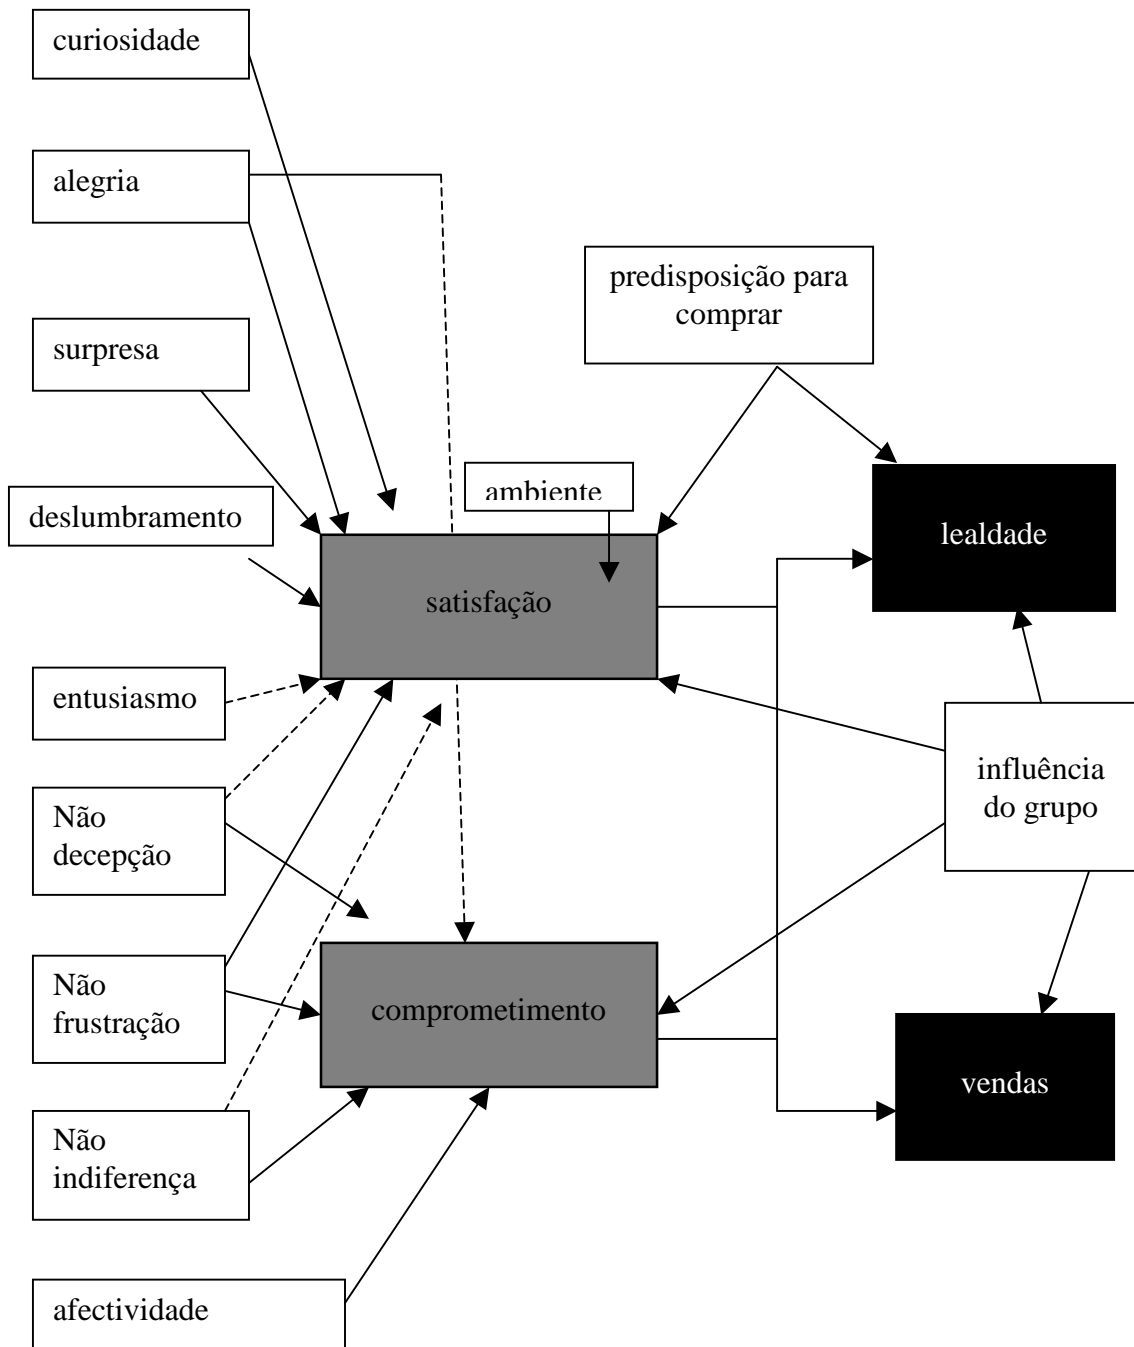 curiosidade
alegria
predisposição para
comprar
surpresa
ambiente
deslumbramento
lealdade
satisfação
entusiasmo
influência
do grupo
Não
decepção
Não
frustração
comprometimento
vendas
Não
indiferença
afectividade